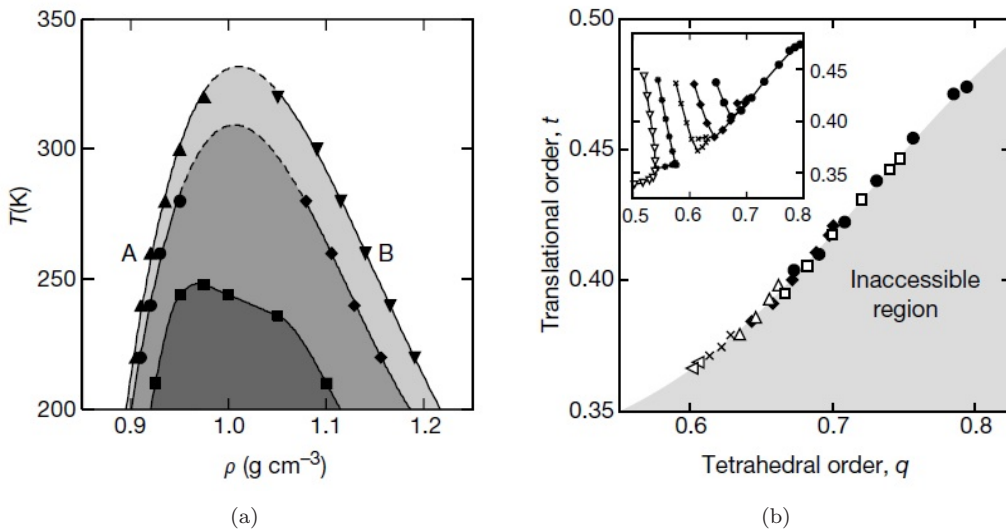 350
300
250
200
T(K)
A
B
0.9
1.0
1.1
1.2
ρ (g cm⁻³)
(a)
0.50
0.45
0.40
0.35
Translational order, t
0.45
0.40
0.35
0.5
0.6
0.7
0.8
Inaccessible
region
0.6
0.7
0.8
Tetrahedral order, q
(b)